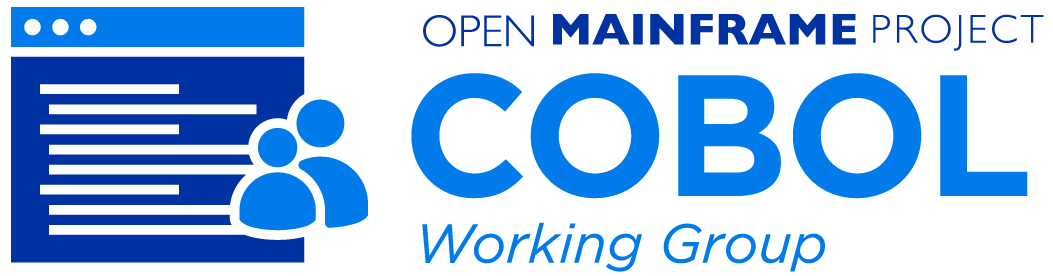 OPEN MAINFRAME PROJECT
COBOL
Working Group